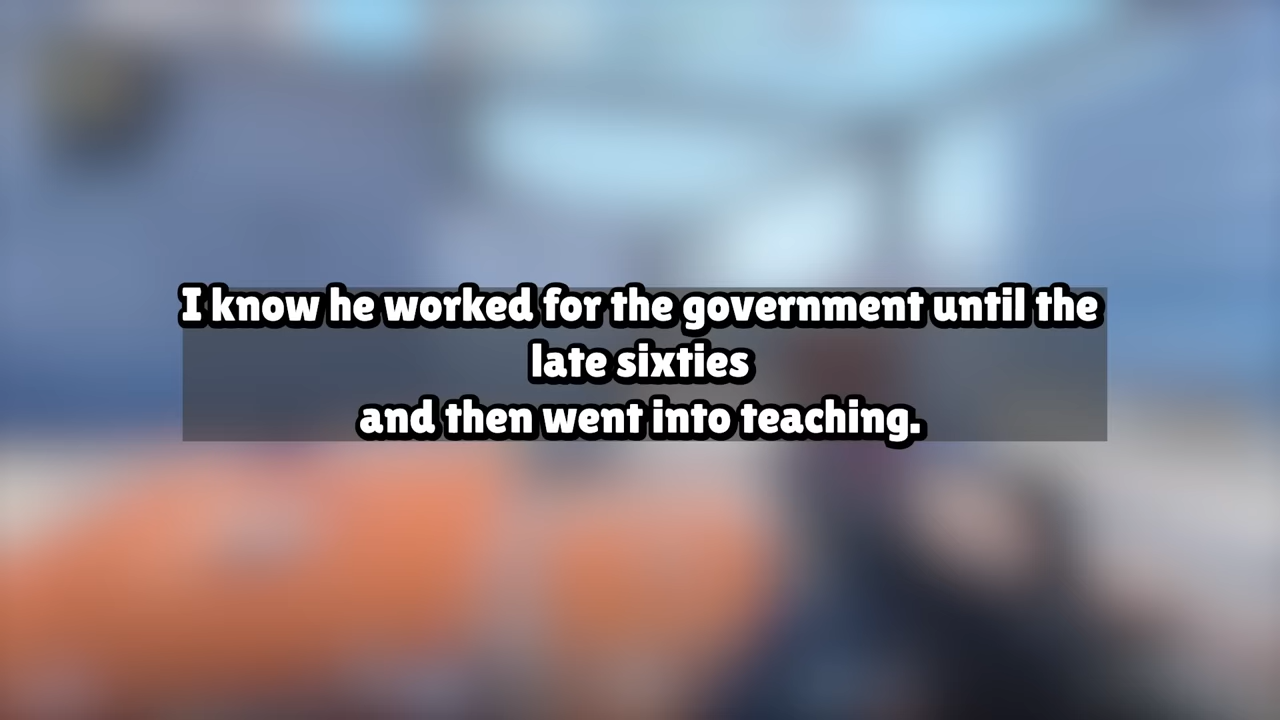 I know he worked for the government until the
late sixties
and then went into teaching.